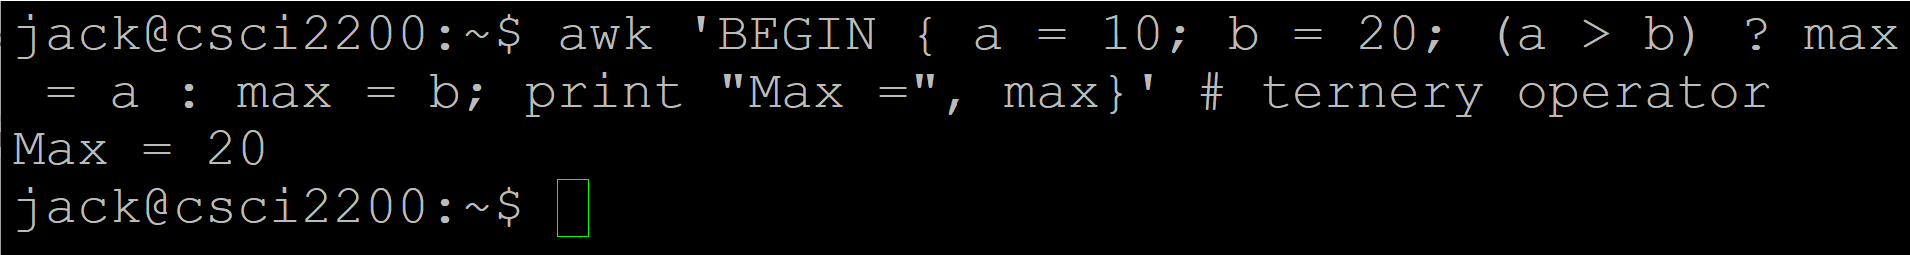 jack@csci2200:~$ awk 'BEGIN { a = 10; b = 20; (a > b) ? max
 = a : max = b; print "Max =", max}' # ternery operator
Max = 20
jack@csci2200:~$